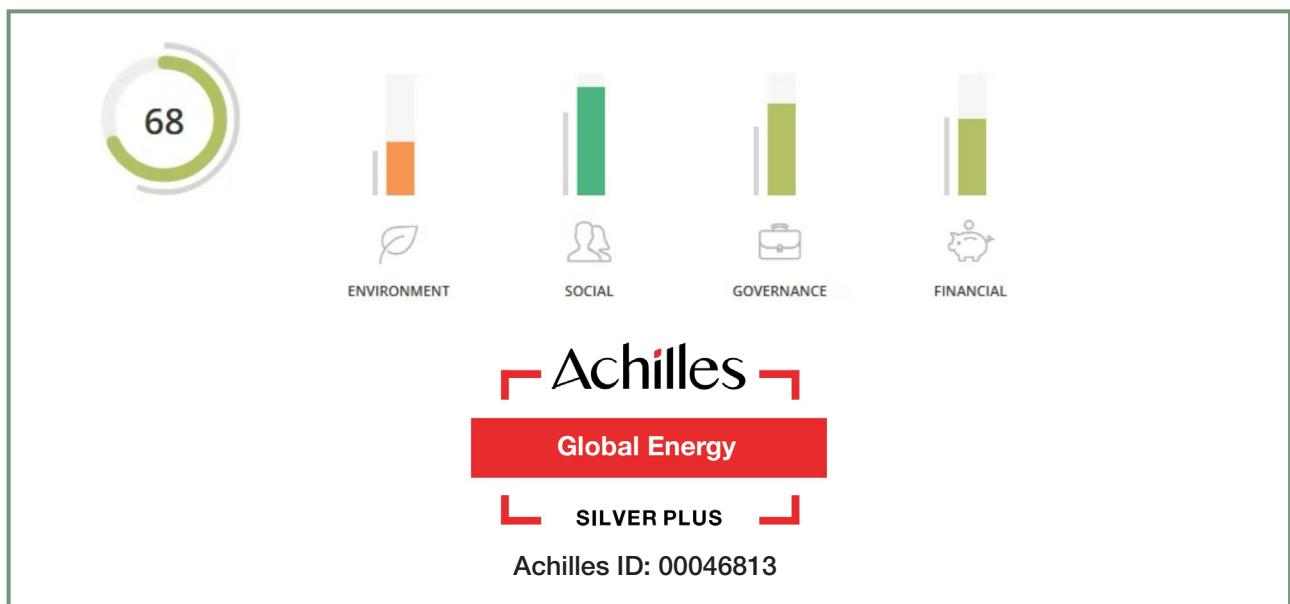 68
ENVIRONMENT
SOCIAL
GOVERNANCE
FINANCIAL
Achilles
Global Energy
SILVER PLUS
Achilles ID: 00046813